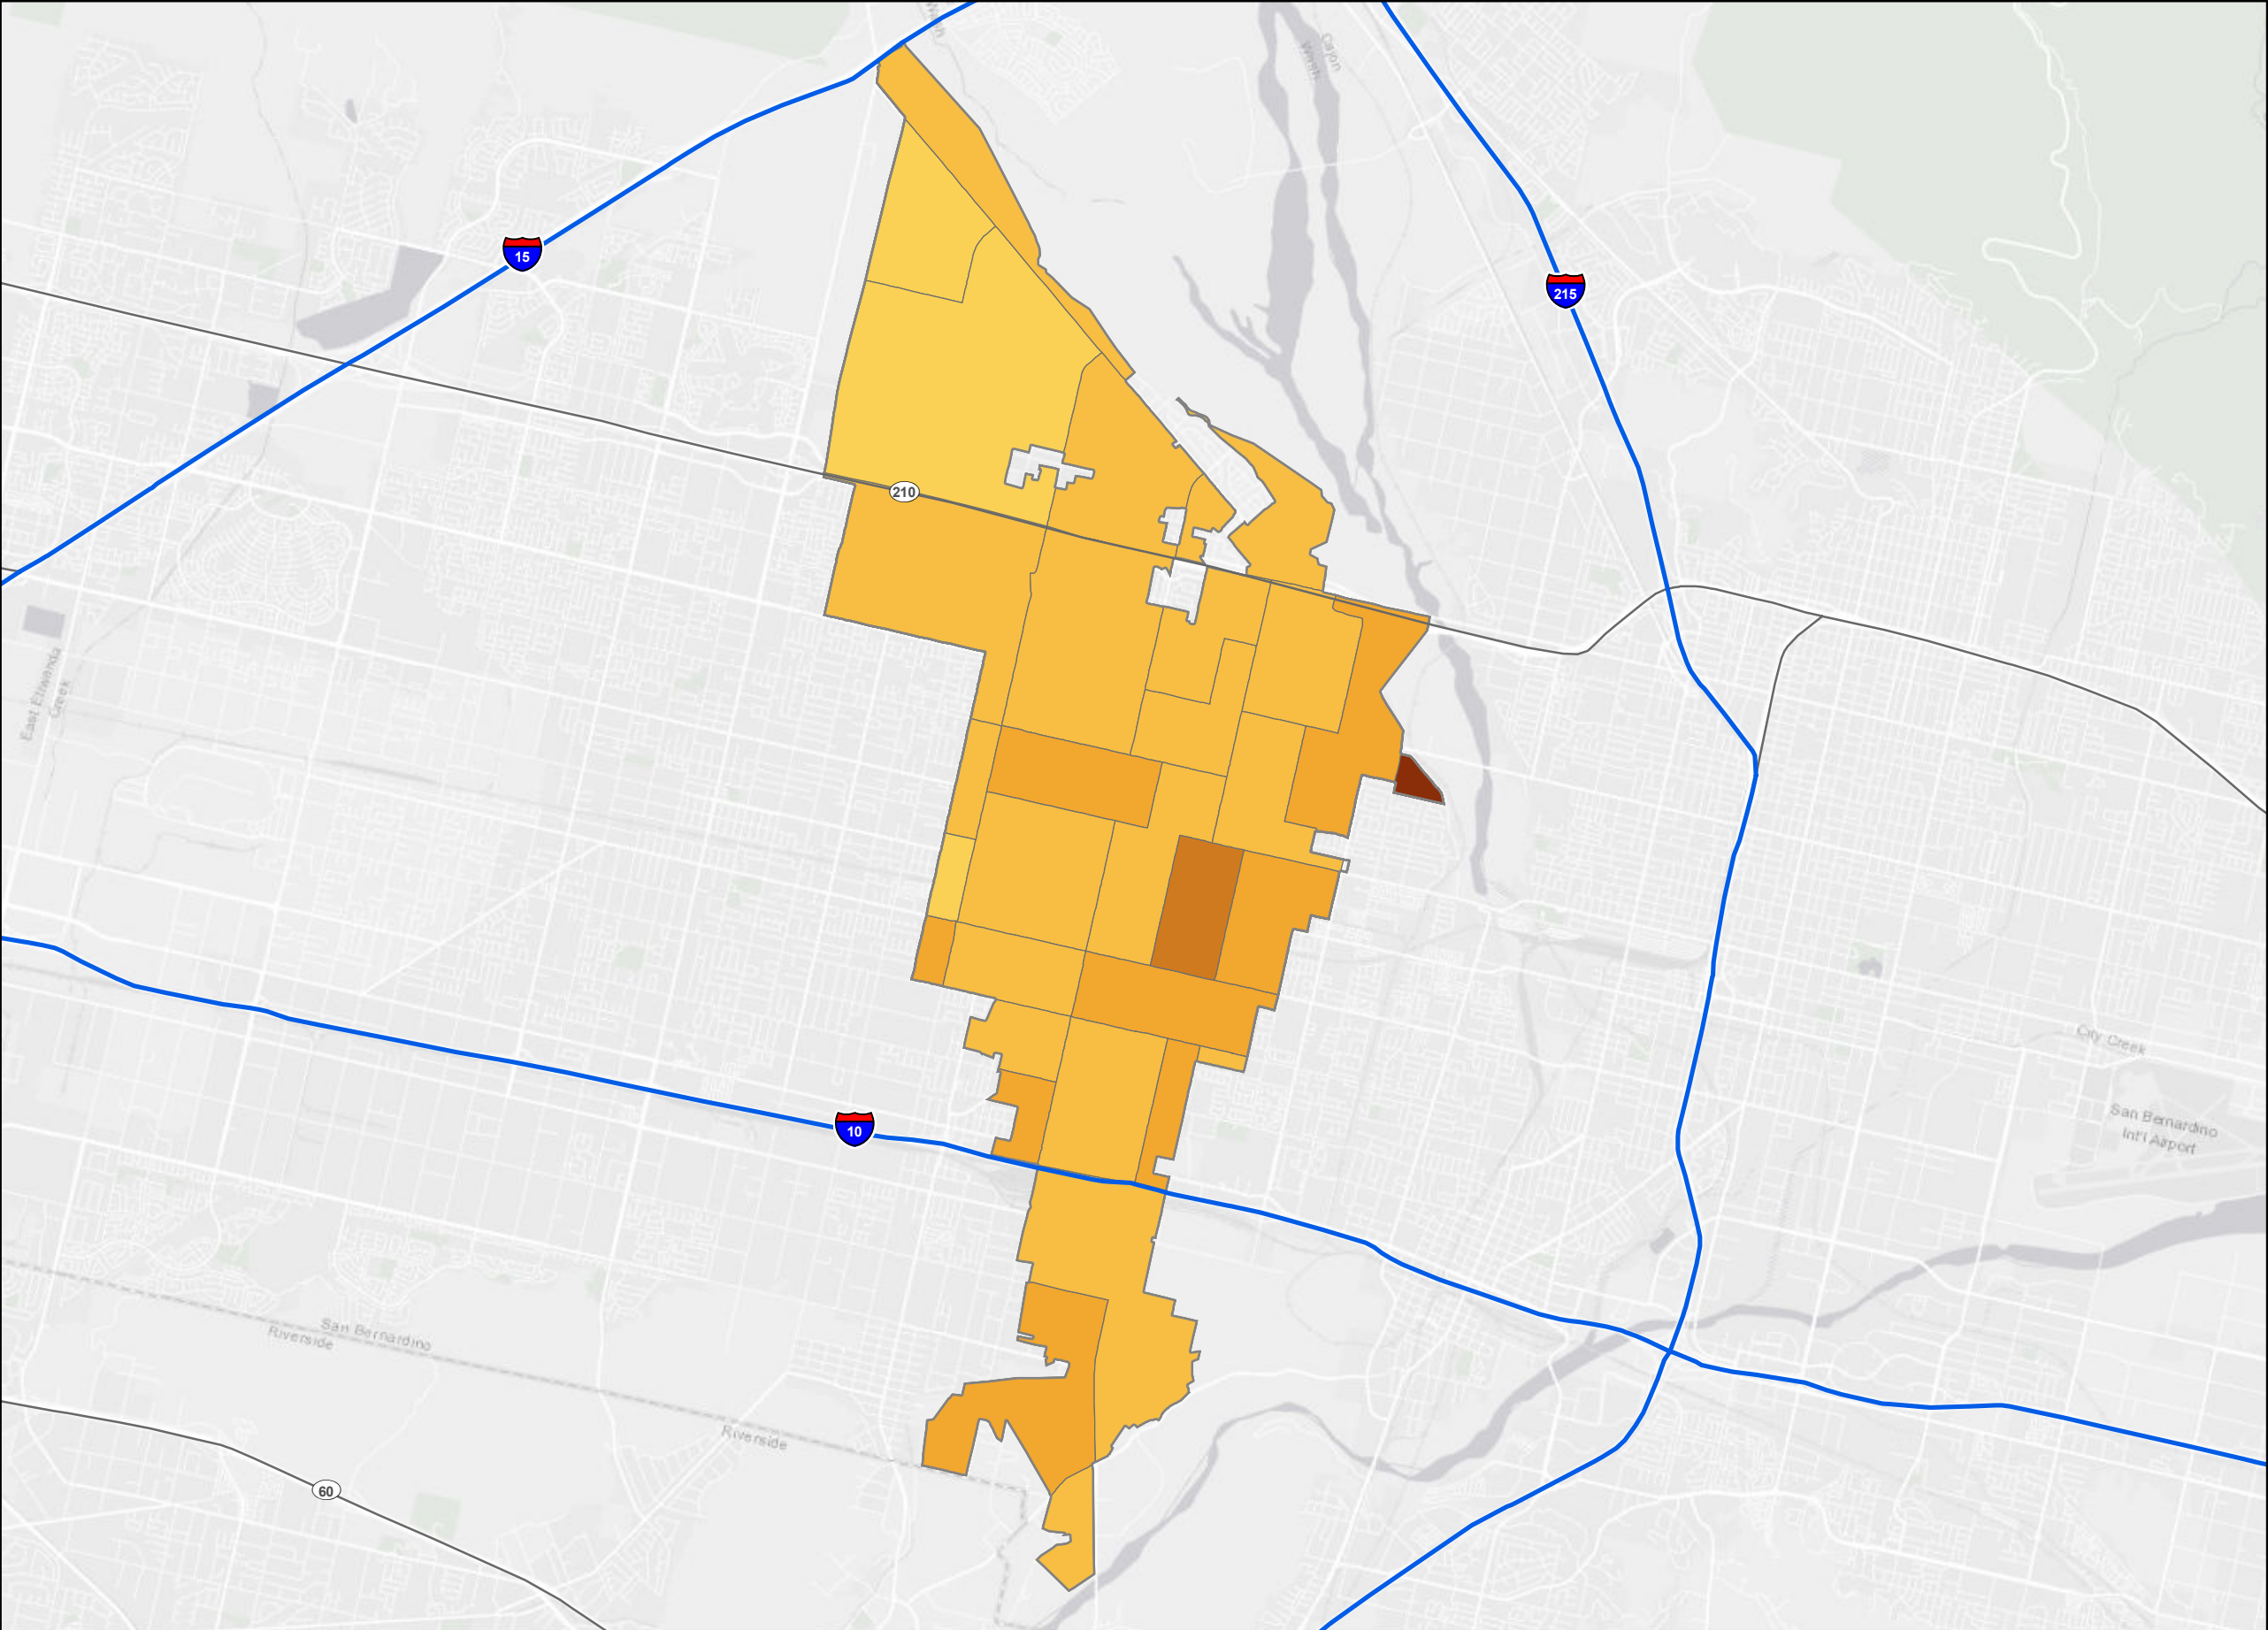 Wash
Cajon
Wash
15
215
210
East Etiwanda
Creek
City Creek
San Bernardino
Int'l Airport
10
San Bernardino
Riverside
Riverside
60